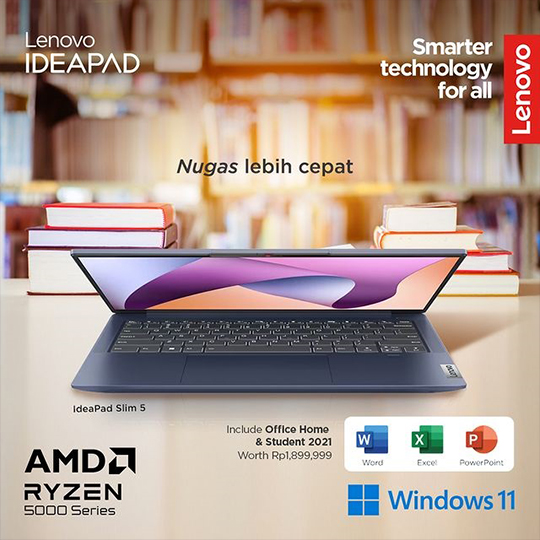 Lenovo
IDEAPAD
Smarter
technology
for all
Lenovo
Nugas lebih cepat
Lenovo
IdeaPad Slim 5
Include Office Home
& Student 2021
Worth Rp1,899,999
W
X
P
Word
Excel
PowerPoint
AMD
RYZEN
5000 Series
Windows 11